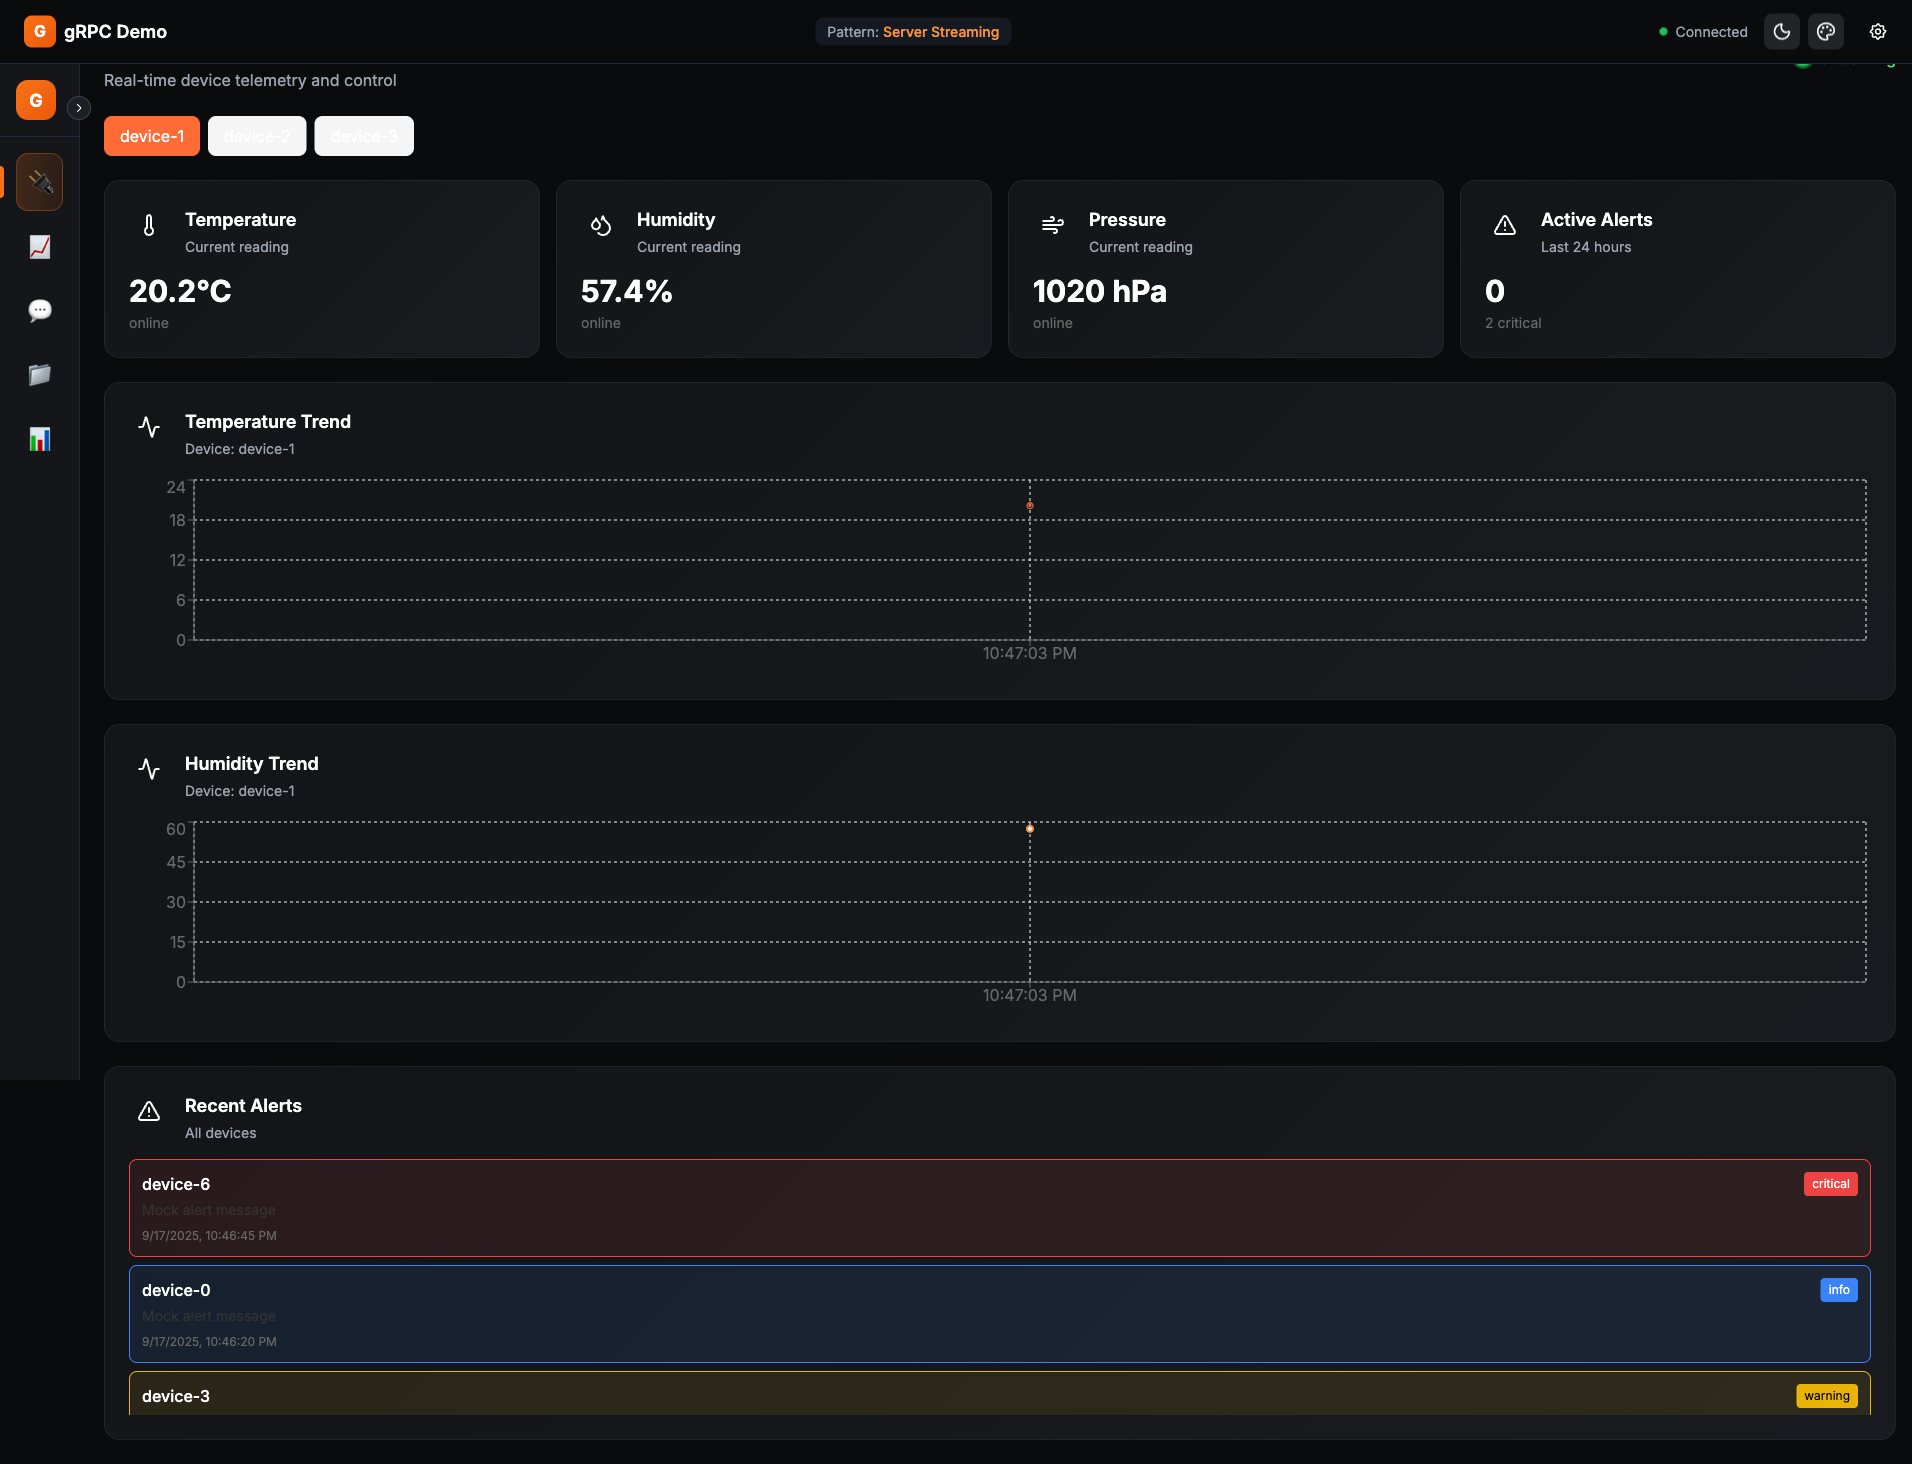 G gRPC Demo
Pattern: Server Streaming
Connected
G
Real-time device telemetry and control
device-1
device-2
device-3
Temperature
Current reading
20.2°C
online
Humidity
Current reading
57.4%
online
Pressure
Current reading
1020 hPa
online
Active Alerts
Last 24 hours
0
2 critical
Temperature Trend
Device: device-1
24
18
12
6
0
10:47:03 PM
Humidity Trend
Device: device-1
60
45
30
15
0
10:47:03 PM
Recent Alerts
All devices
device-6
critical
Mock alert message
9/17/2025, 10:46:45 PM
device-0
info
Mock alert message
9/17/2025, 10:46:20 PM
device-3
warning